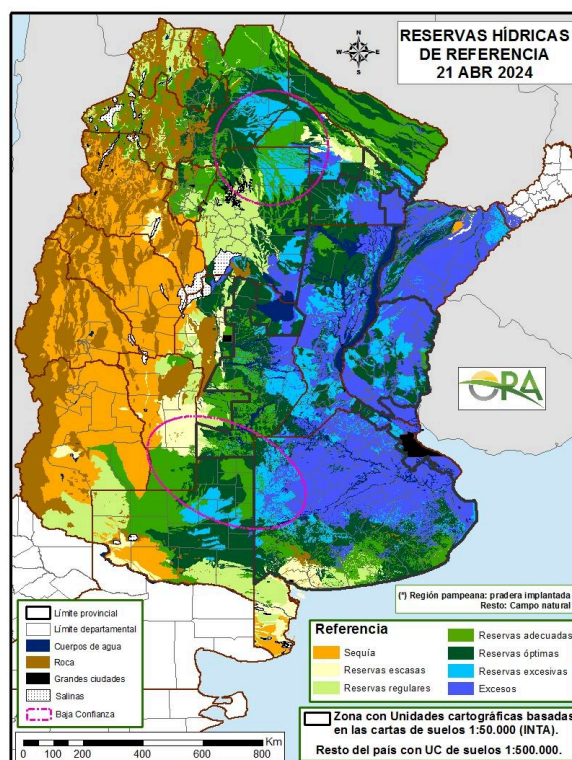 RESERVAS HÍDRICAS
DE REFERENCIA
21 ABR 2024
N
W
E
S
ORA
(*) Región pampeana: pradera implantada
Resto: Campo natural
Límite provincial
Límite departamental
Cuerpos de agua
Roca
Grandes ciudades
Salinas
Baja Confianza
Referencia
Sequía
Reservas escasas
Reservas regulares
Reservas adecuadas
Reservas óptimas
Reservas excesivas
Excesos
Zona con Unidades cartográficas basadas
en las cartas de suelos 1:50.000 (INTA).
Resto del país con UC de suelos 1:500.000.
Km
0 100 200 400 600 800